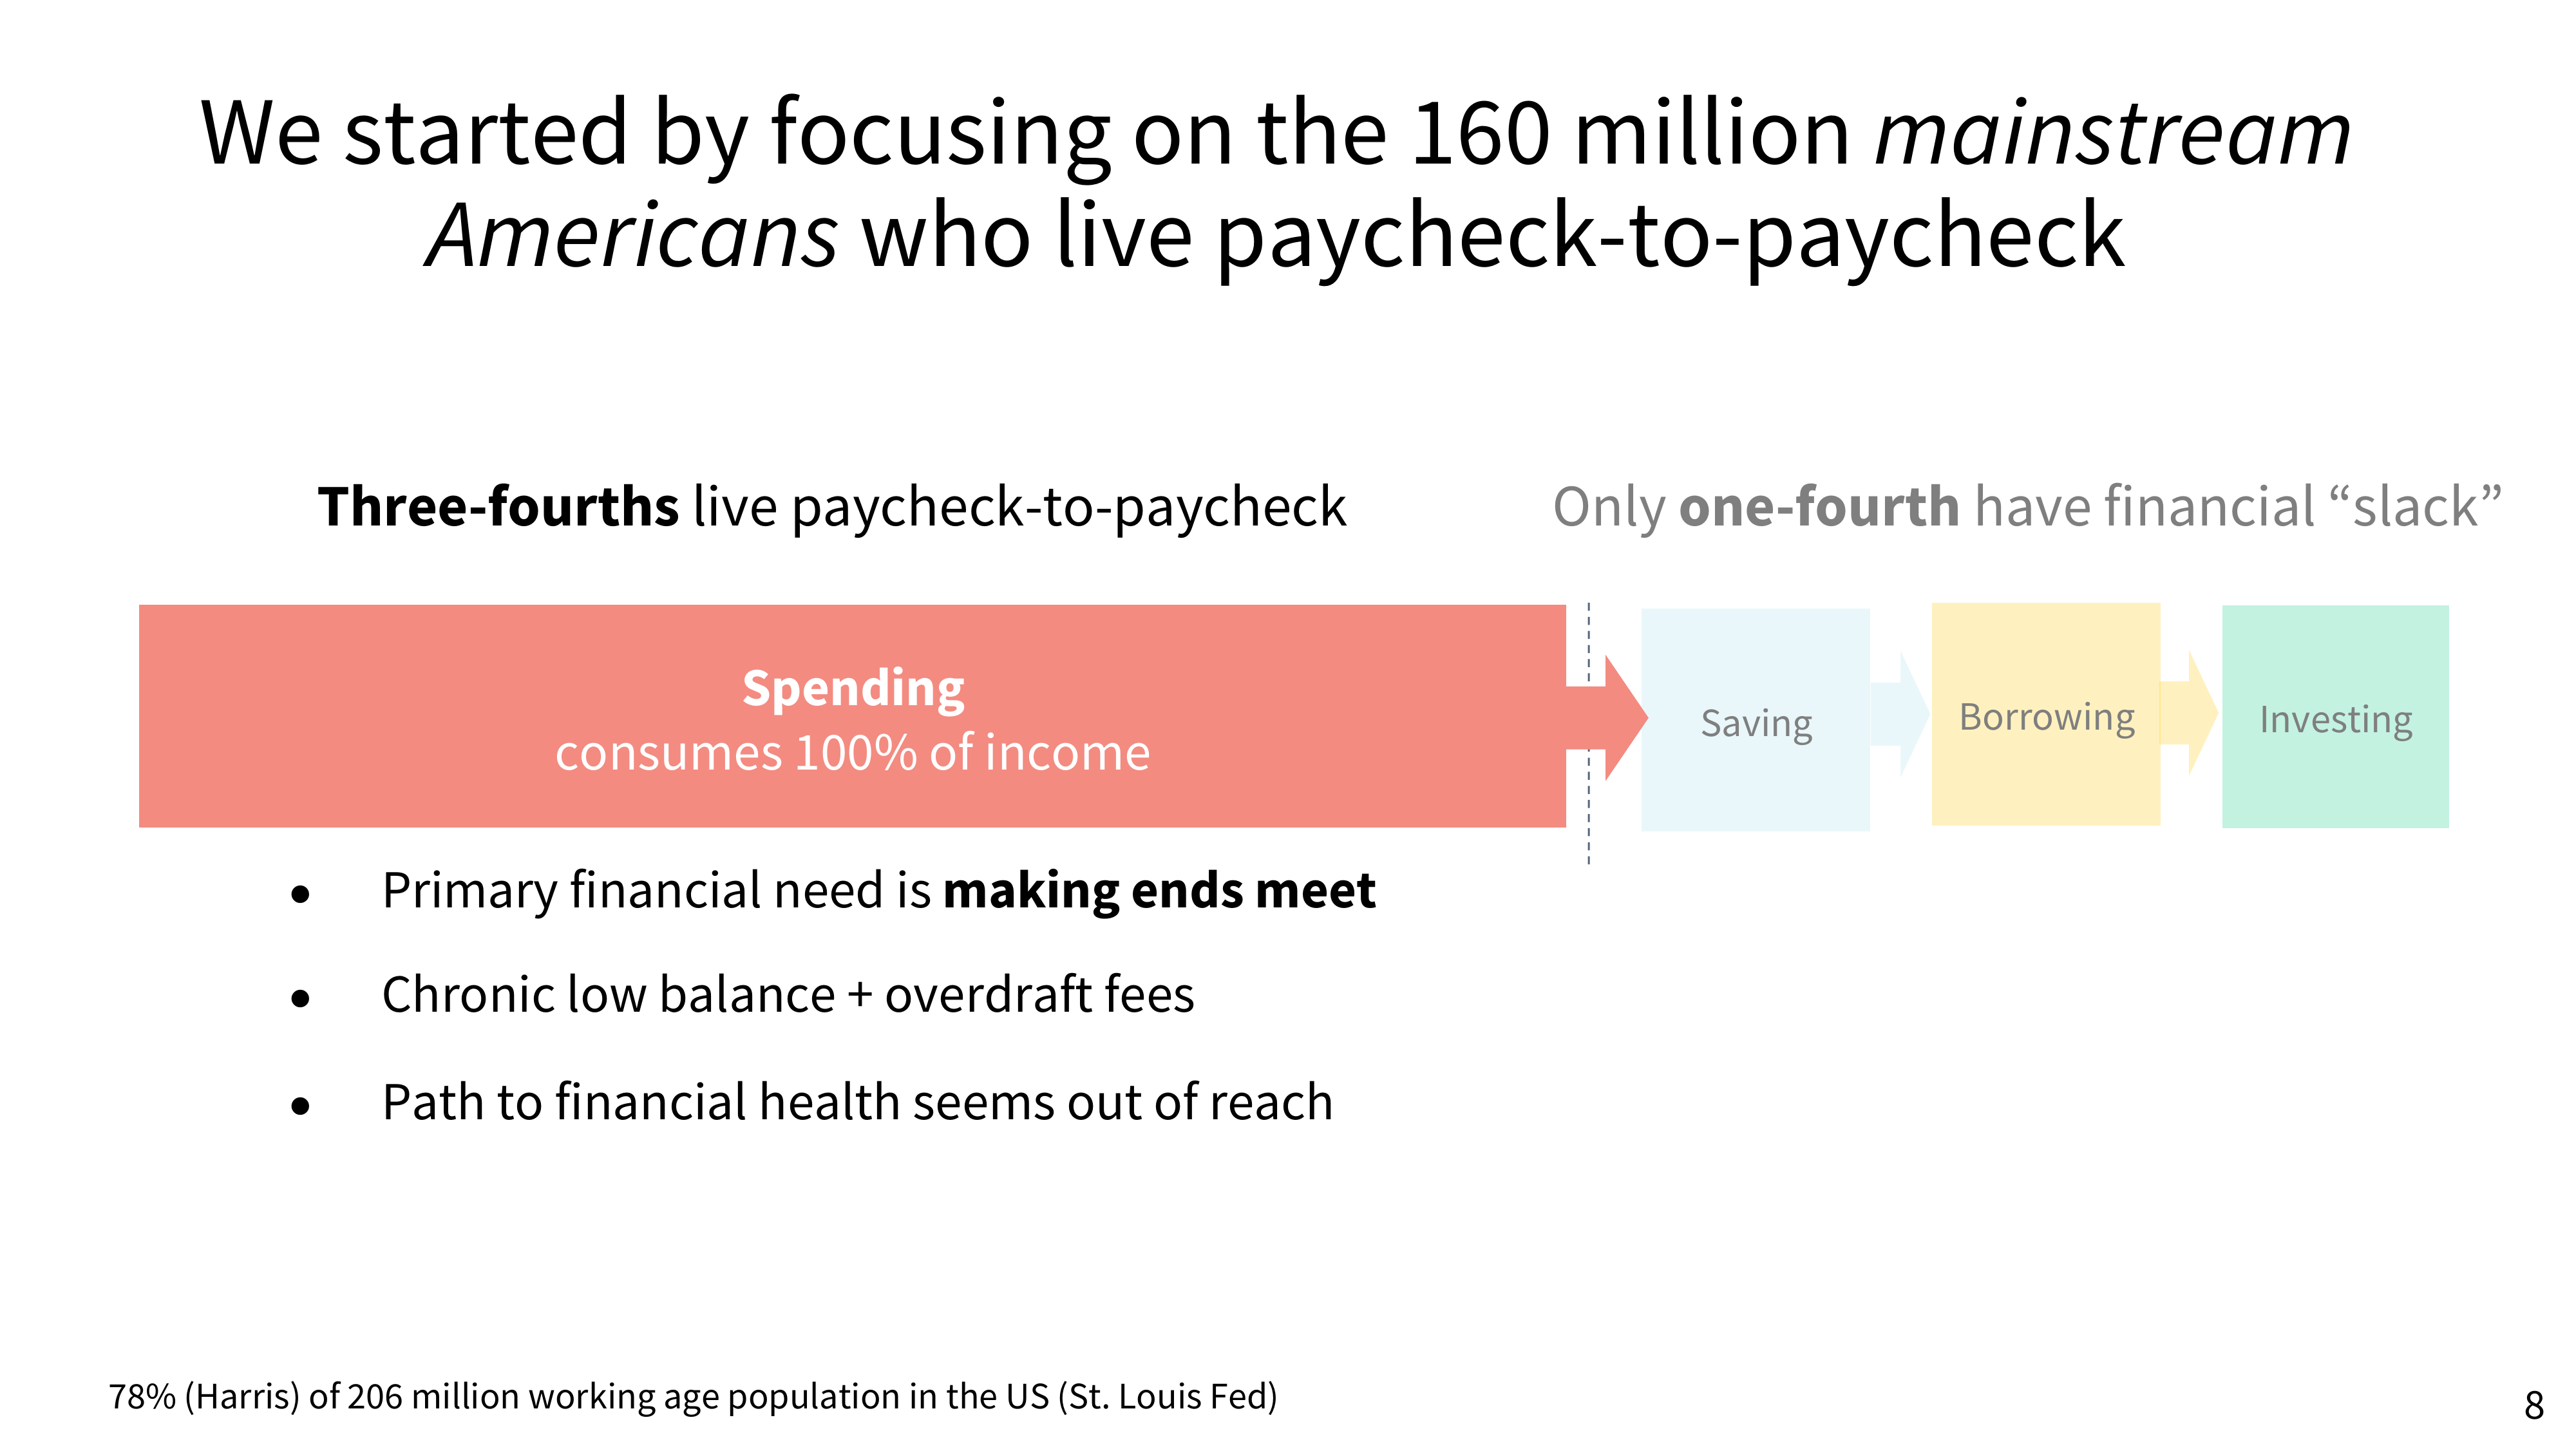 We started by focusing on the 160 million mainstream
Americans who live paycheck-to-paycheck
Three-fourths live paycheck-to-paycheck
Only one-fourth have financial “slack”
Spending
consumes 100% of income
Saving
Borrowing
Investing
• Primary financial need is making ends meet
• Chronic low balance + overdraft fees
• Path to financial health seems out of reach
78% (Harris) of 206 million working age population in the US (St. Louis Fed)
8